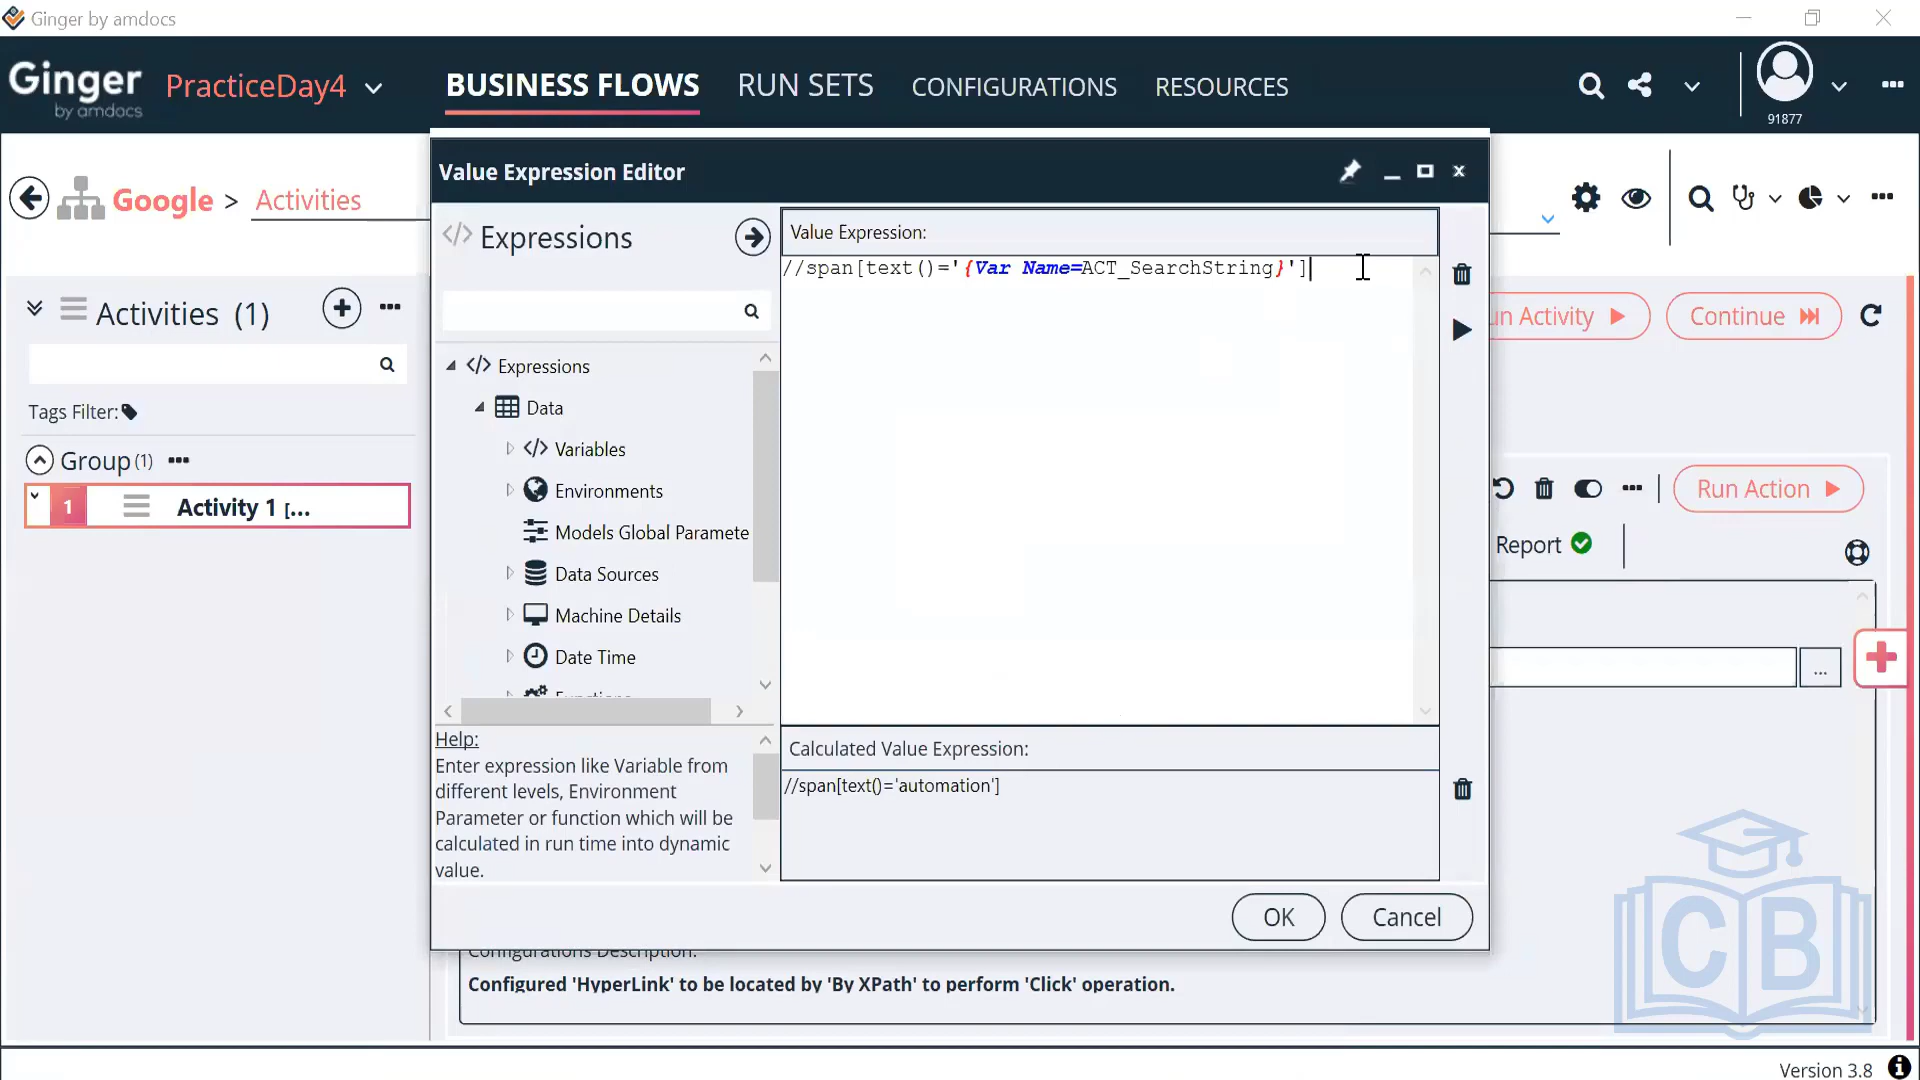 Ginger by amdocs
Ginger
by amdocs
PracticeDay4
BUSINESS FLOWS
RUN SETS
CONFIGURATIONS
RESOURCES
91877
Google > Activities
Value Expression Editor
Expressions
Value Expression:
//span[text()='{Var Name=ACT_SearchString}']
Activities (1)
Tags Filter:
Group (1)
1
Activity 1 [...
Expressions
Data
Variables
Environments
Models Global Paramete
Data Sources
Machine Details
Date Time
Help:
Enter expression like Variable from
different levels, Environment
Parameter or function which will be
calculated in run time into dynamic
value.
Calculated Value Expression:
//span[text()='automation']
OK
Cancel
un Activity
Continue
Run Action
Report
...
Configurations Description:
Configured 'HyperLink' to be located by 'By XPath' to perform 'Click' operation.
CB
Version 3.8